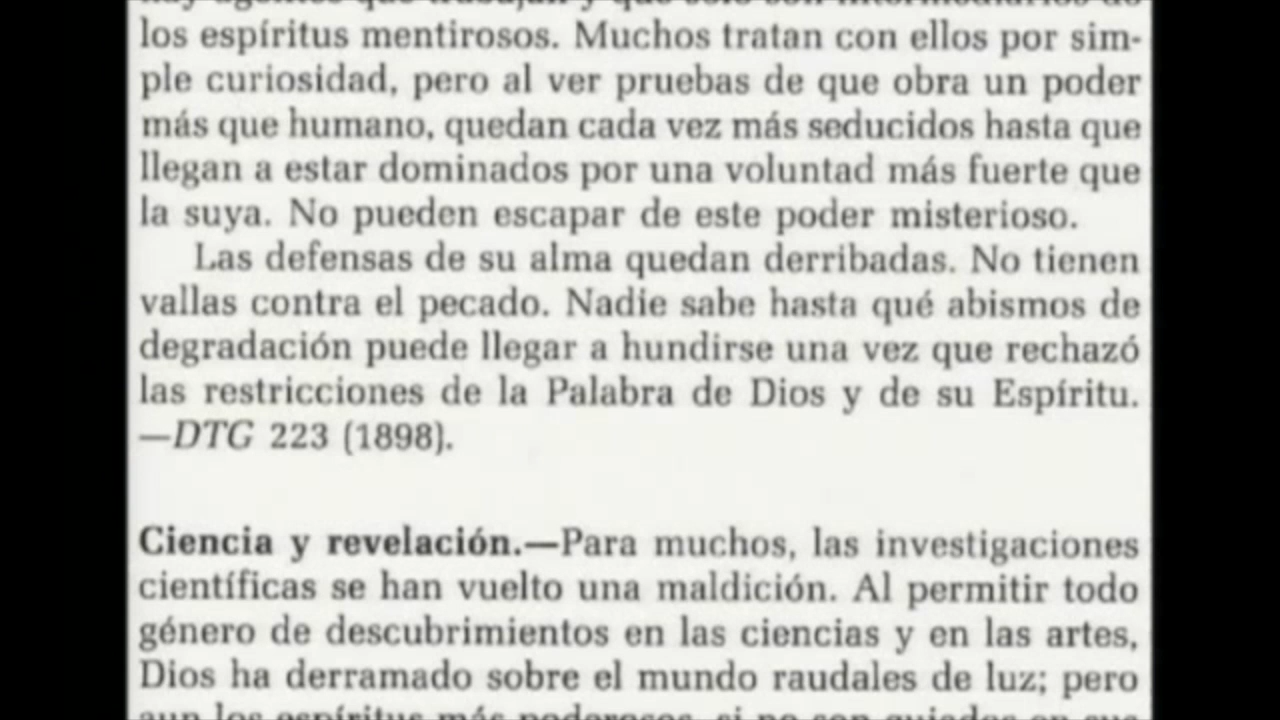 los espíritus mentirosos. Muchos tratan con ellos por sim-
ple curiosidad, pero al ver pruebas de que obra un poder
más que humano, quedan cada vez más seducidos hasta que
llegan a estar dominados por una voluntad más fuerte que
la suya. No pueden escapar de este poder misterioso.
Las defensas de su alma quedan derribadas. No tienen
vallas contra el pecado. Nadie sabe hasta qué abismos de
degradación puede llegar a hundirse una vez que rechazó
las restricciones de la Palabra de Dios y de su Espíritu.
—DTG 223 (1898).
Ciencia y revelación.—Para muchos, las investigaciones
científicas se han vuelto una maldición. Al permitir todo
género de descubrimientos en las ciencias y en las artes,
Dios ha derramado sobre el mundo raudales de luz; pero